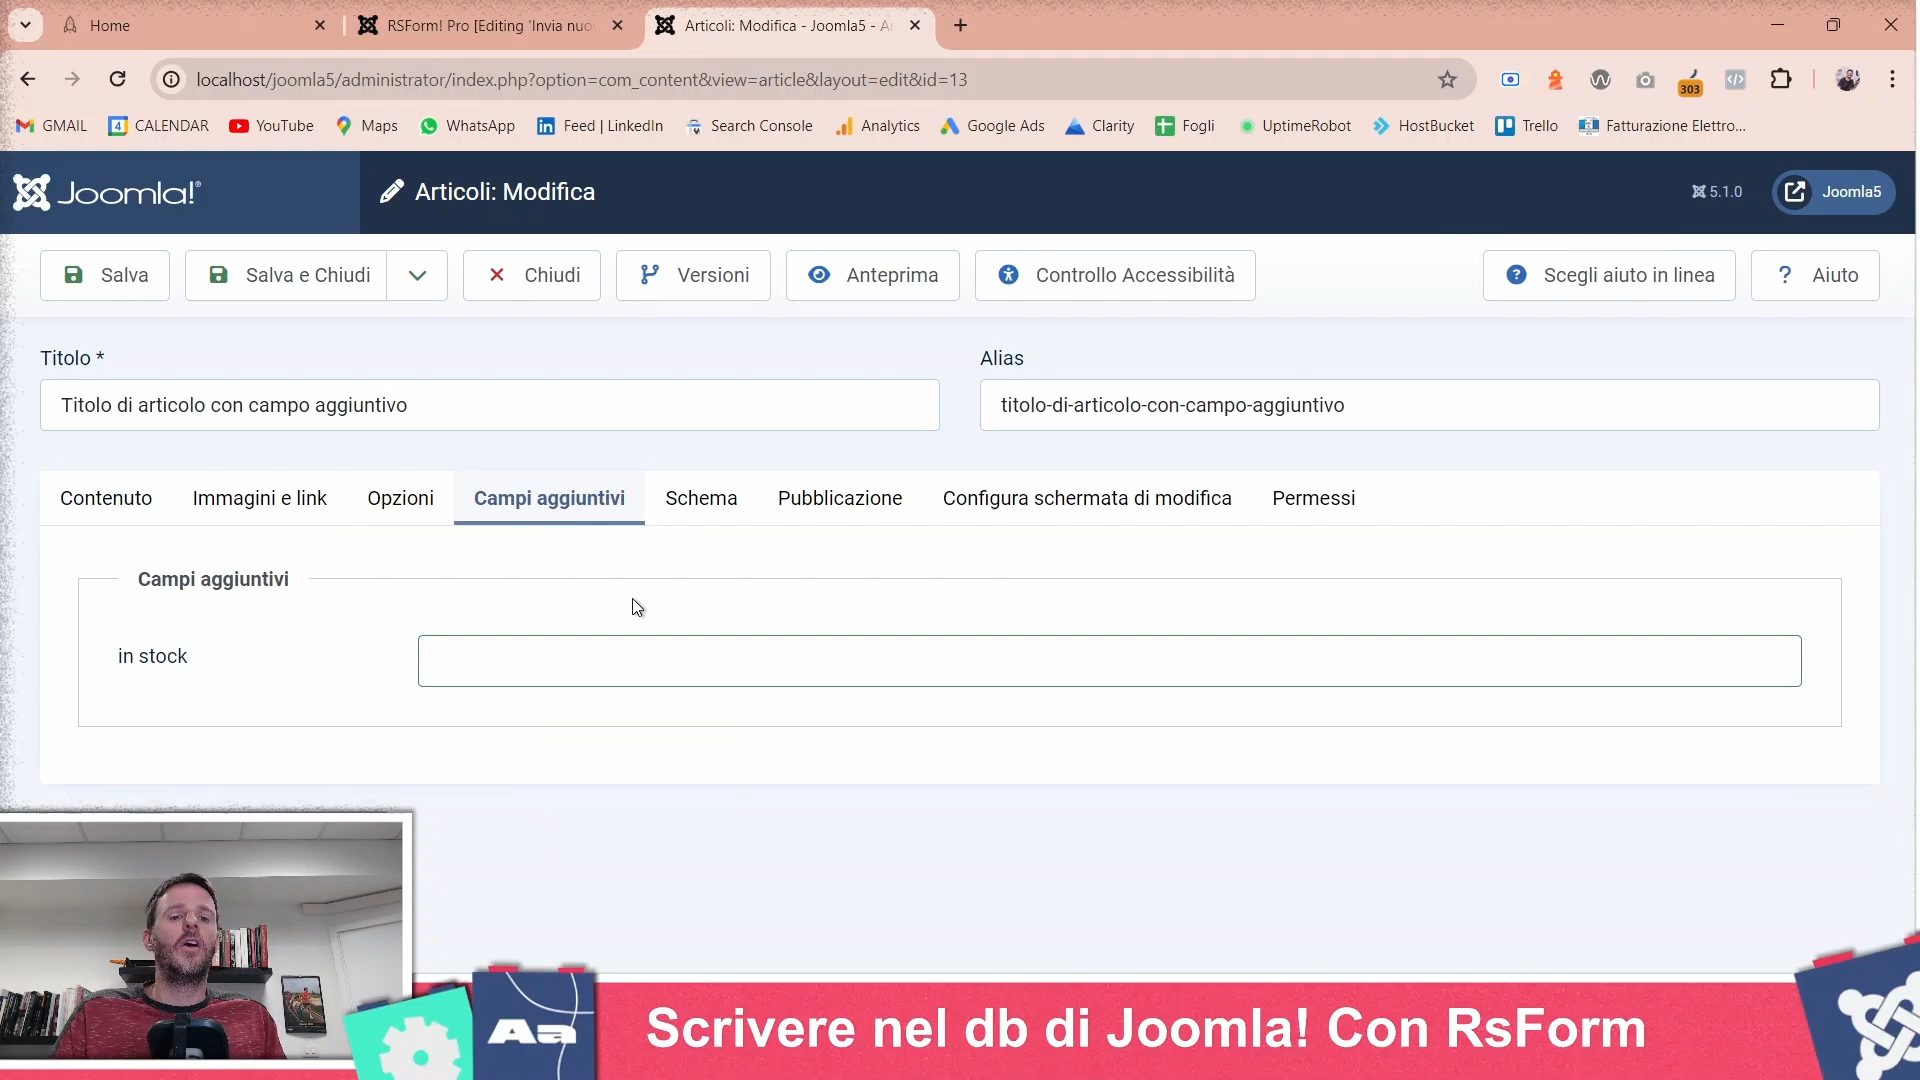 Home
RSForm! Pro [Editing 'Invia nuo
Articoli: Modifica - Joomla5 - Ar
localhost/joomla5/administrator/index.php?option=com_content&view=article&layout=edit&id=13
303
GMAIL
4 CALENDAR
YouTube
Maps
WhatsApp
Feed | LinkedIn
Search Console
Analytics
Google Ads
Clarity
Fogli
UptimeRobot
HostBucket
Trello
Fatturazione Elettro...
Joomla!®
Articoli: Modifica
5.1.0
Joomla5
Salva
Salva e Chiudi
Chiudi
Versioni
Anteprima
Controllo Accessibilità
? Scegli aiuto in linea
? Aiuto
Titolo *
Alias
Titolo di articolo con campo aggiuntivo
titolo-di-articolo-con-campo-aggiuntivo
Contenuto
Immagini e link
Opzioni
Campi aggiuntivi
Schema
Pubblicazione
Configura schermata di modifica
Permessi
Campi aggiuntivi
in stock
Aa
Scrivere nel db di Joomla! Con RsForm